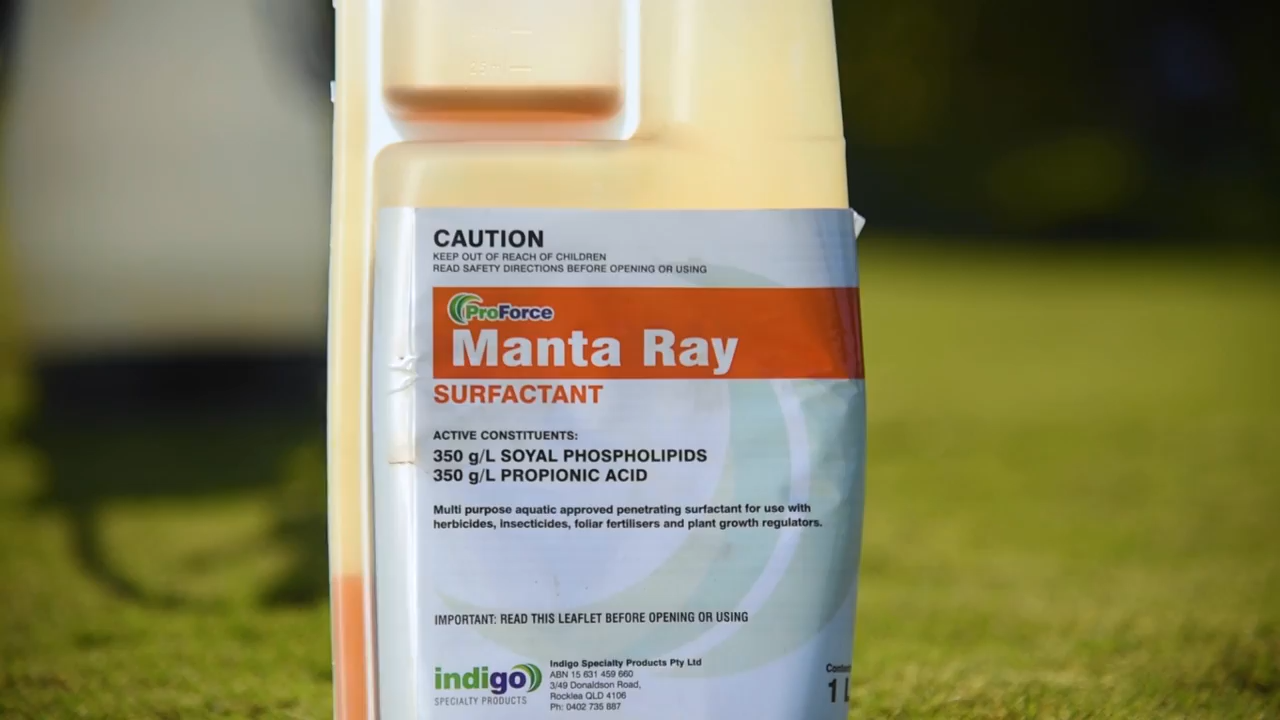 CAUTION
KEEP OUT OF REACH OF CHILDREN
READ SAFETY DIRECTIONS BEFORE OPENING OR USING
ProForce
Manta Ray
SURFACTANT
ACTIVE CONSTITUENTS:
350 g/L SOYAL PHOSPHOLIPIDS
350 g/L PROPIONIC ACID
Multi purpose aquatic approved penetrating surfactant for use with
herbicides, insecticides, foliar fertilisers and plant growth regulators.
IMPORTANT: READ THIS LEAFLET BEFORE OPENING OR USING
indigo
SPECIALTY PRODUCTS
Indigo Specialty Products Pty Ltd
ABN 15 631 459 660
3/49 Donaldson Road,
Rocklea QLD 4106
Ph: 0402 735 887
1 L